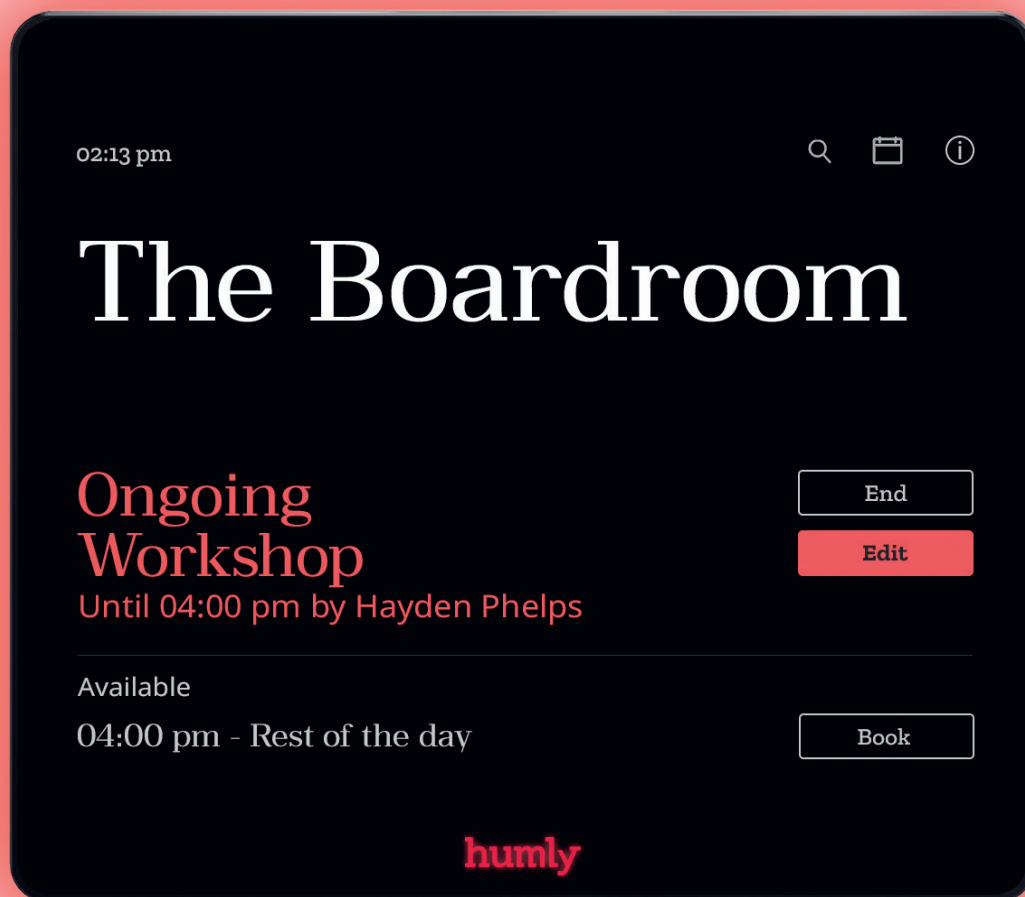 02:13 pm
The Boardroom
Ongoing
Workshop
Until 04:00 pm by Hayden Phelps
End
Edit
Available
04:00 pm - Rest of the day
Book
humly